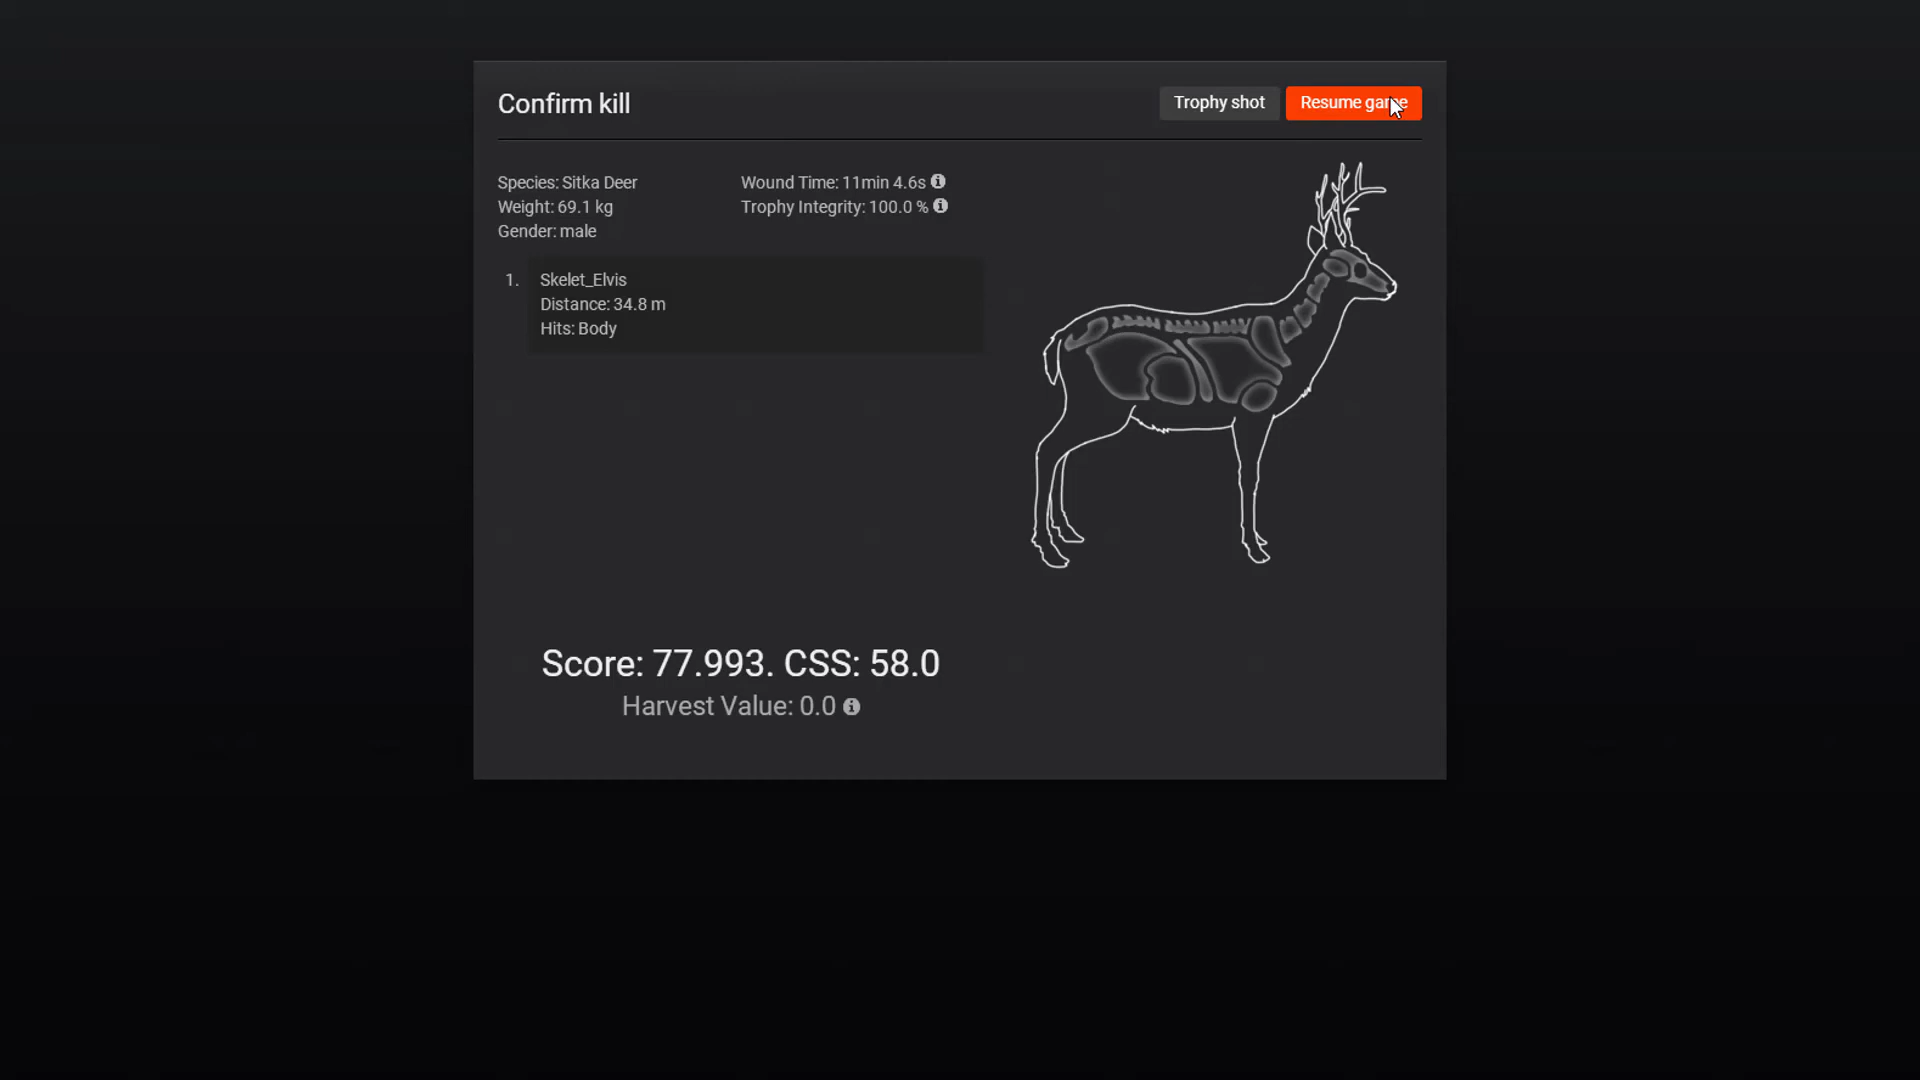 Confirm kill
Trophy shot
Resume game
Species: Sitka Deer
Weight: 69.1 kg
Gender: male
Wound Time: 11min 4.6s
Trophy Integrity: 100.0 %
1. Skelet_Elvis
Distance: 34.8 m
Hits: Body
Score: 77.993. CSS: 58.0
Harvest Value: 0.0